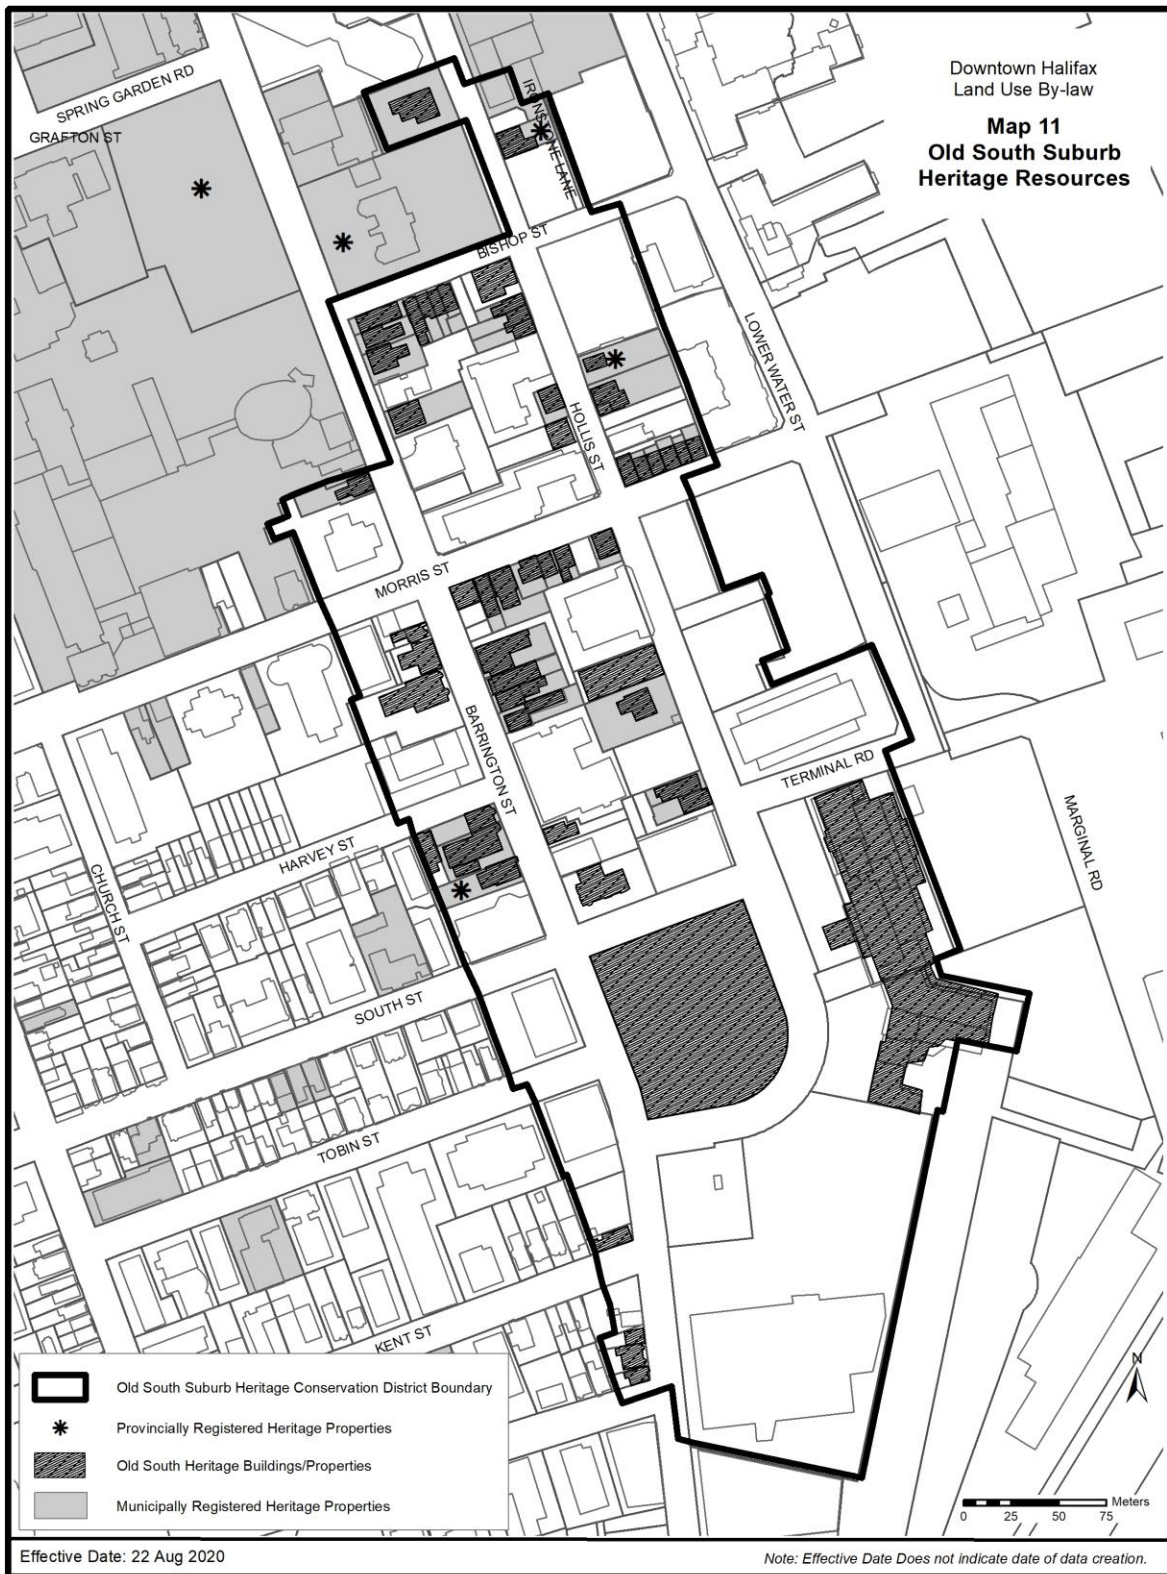 Downtown Halifax
Land Use By-law
Map 11
Old South Suburb
Heritage Resources
SPRING GARDEN RD
GRAFTON ST
IRONSTONE LANE
BISHOP ST
LOWER WATER ST
HOLLIS ST
MORRIS ST
BARRINGTON ST
TERMINAL RD
MARGINAL RD
HARVEY ST
CHURCH ST
SOUTH ST
TOBIN ST
KENT ST
Old South Suburb Heritage Conservation District Boundary
Provincially Registered Heritage Properties
Old South Heritage Buildings/Properties
Municipally Registered Heritage Properties
N
Meters
0 25 50 75
Effective Date: 22 Aug 2020
Note: Effective Date Does not indicate date of data creation.